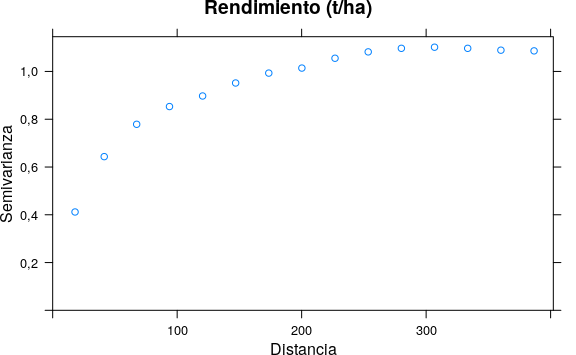 Rendimiento (t/ha)
Semivarianza
1,0
0,8
0,6
0,4
0,2
100 200 300
Distancia